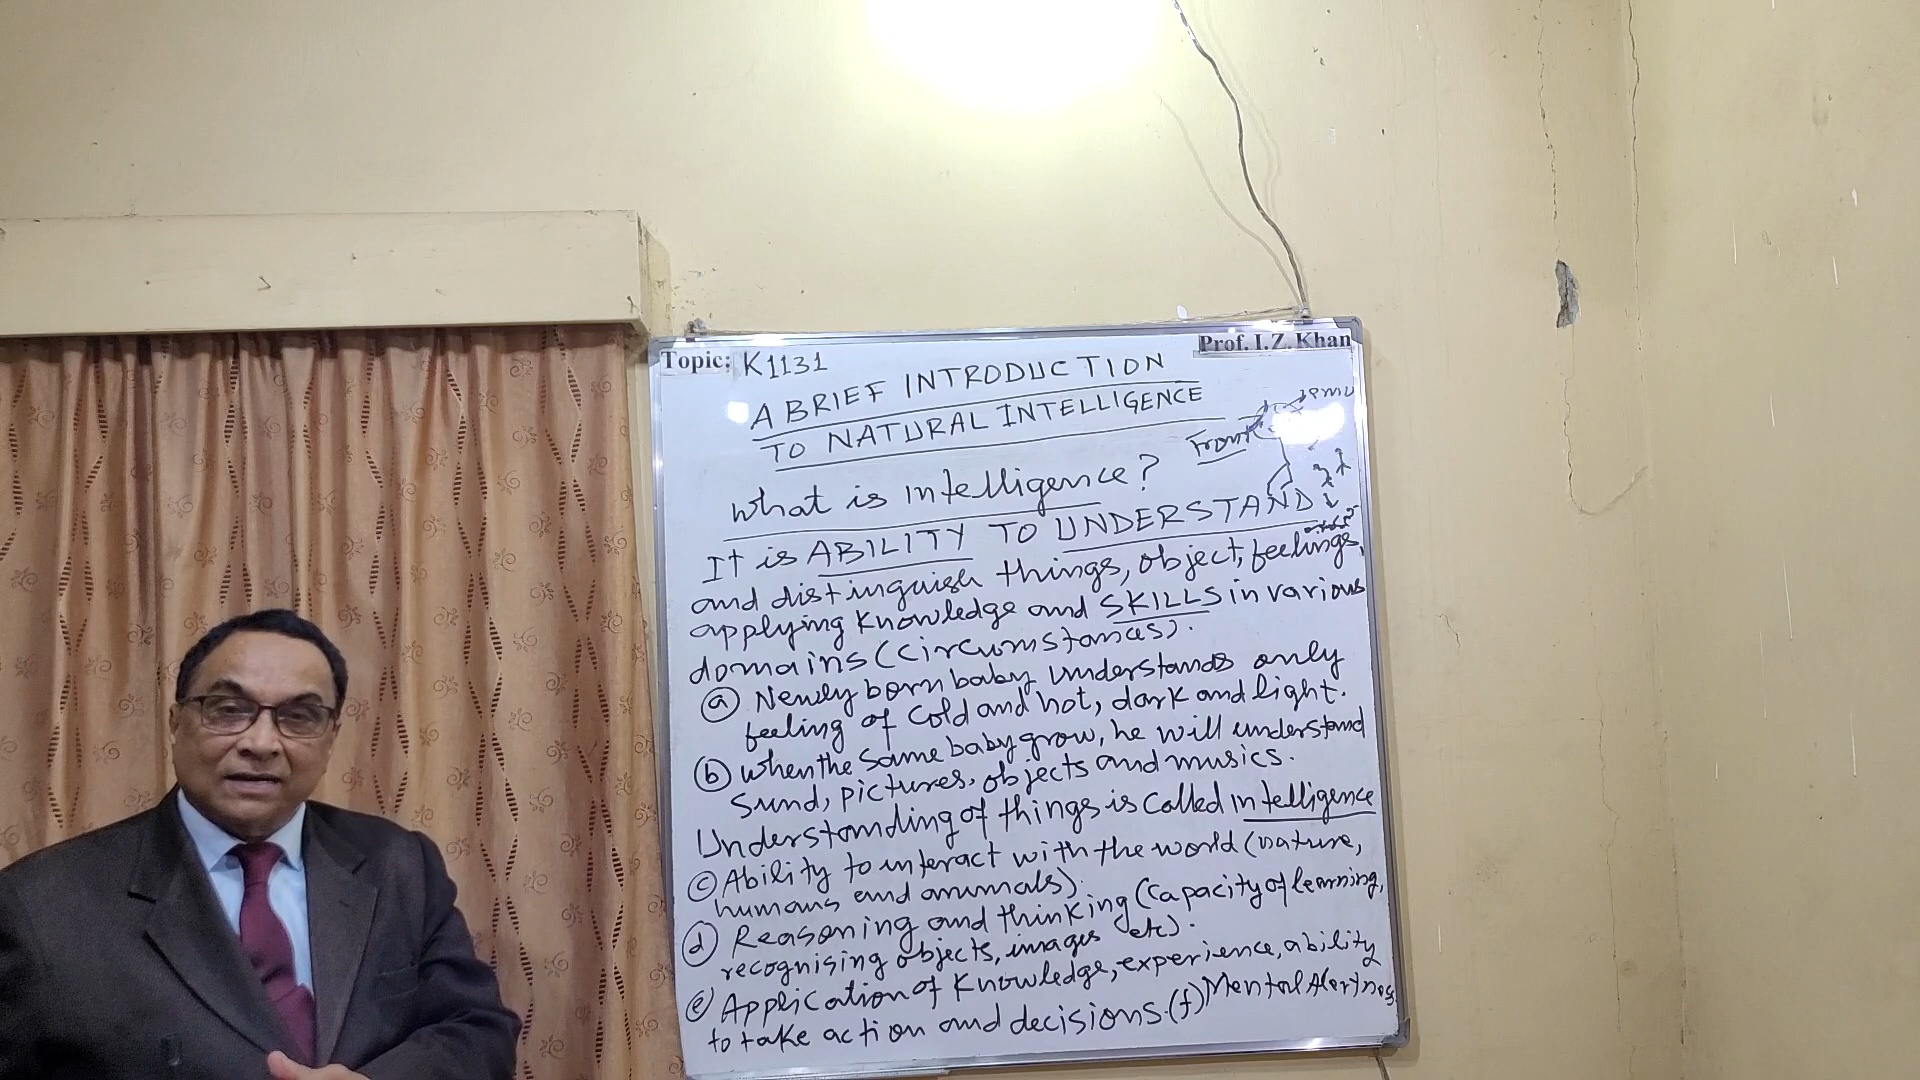 Topic: K1131
Prof. I.Z. Khan
A BRIEF INTRODUCTION
TO NATURAL INTELLIGENCE
Front
What is intelligence?
It is ABILITY TO UNDERSTAND
and distinguish things, object, feelings,
applying knowledge and SKILLS in various
domains (circumstances).
(a) Newly born baby understands only
feeling of cold and hot, dark and light.
(b) when the same baby grow, he will understand
Sund, pictures, objects and musics.
Understanding of things is called intelligence
(c) Ability to interact with the world (nature,
humans and animals).
(d) Reasoning and thinking (capacity of learning,
recognising objects, images etc).
(e) Application of knowledge, experience, ability
to take action and decisions. (f) Mental Alertness